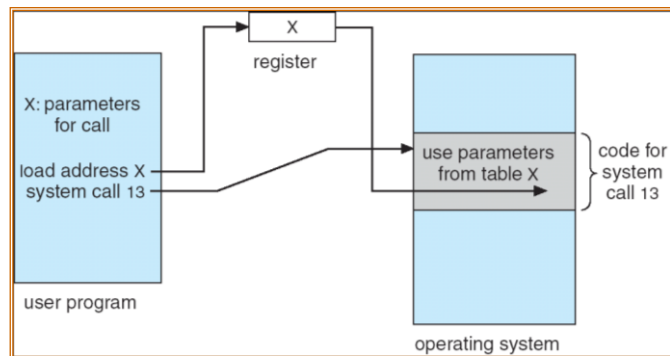 X
register
X: parameters
for call
load address X
system call 13
user program
use parameters
from table X
code for
system
call 13
operating system